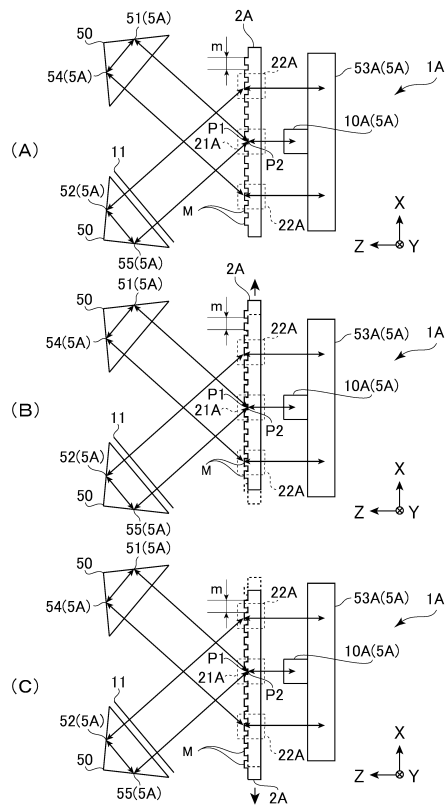 (A)
50
51(5A)
2A
m
22A
53A(5A)
1A
54(5A)
10A(5A)
P1
11
21A
P2
52(5A)
M
X
50
22A
Z
Y
55(5A)
(B)
50
51(5A)
2A
m
22A
53A(5A)
1A
54(5A)
10A(5A)
P1
11
21A
P2
52(5A)
M
X
50
22A
Z
Y
55(5A)
(C)
50
51(5A)
m
22A
53A(5A)
1A
54(5A)
10A(5A)
P1
11
21A
P2
52(5A)
M
X
50
22A
Z
Y
55(5A)
2A